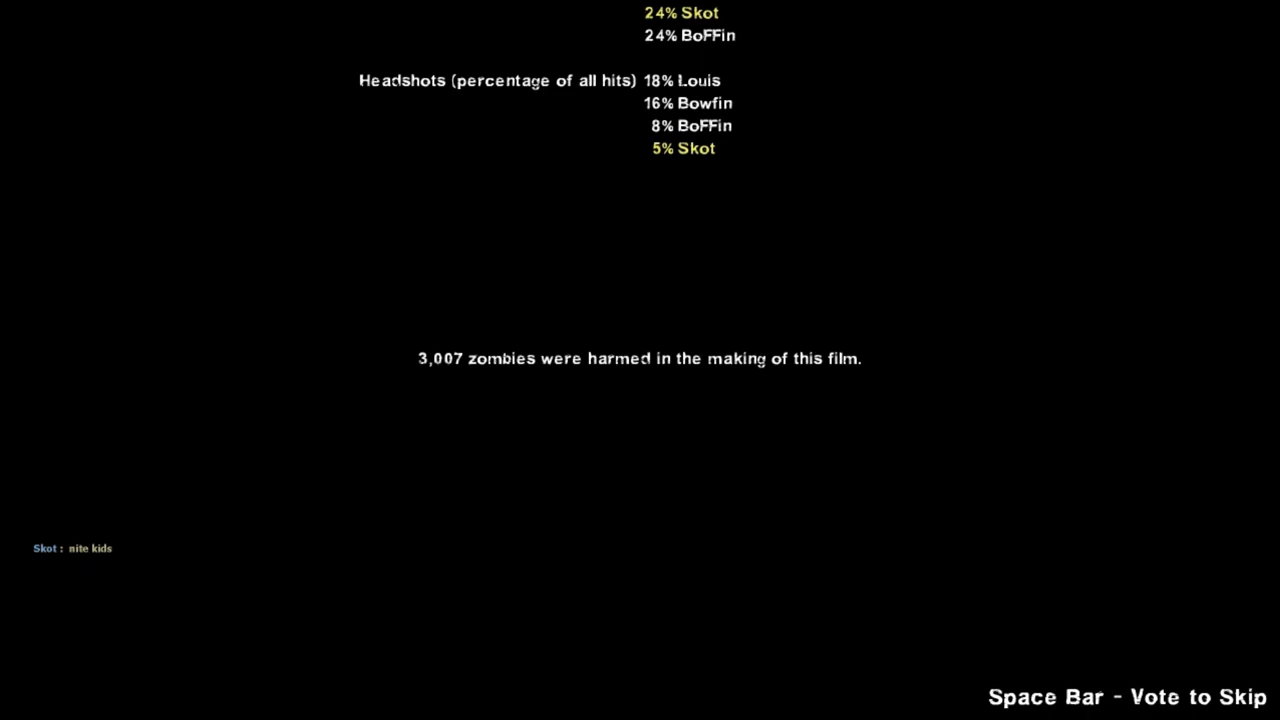 24% Skot
24% BoFFin
Headshots (percentage of all hits) 18% Louis
16% Bowfin
8% BoFFin
5% Skot
3,007 zombies were harmed in the making of this film.
Skot : nite kids
Space Bar - Vote to Skip